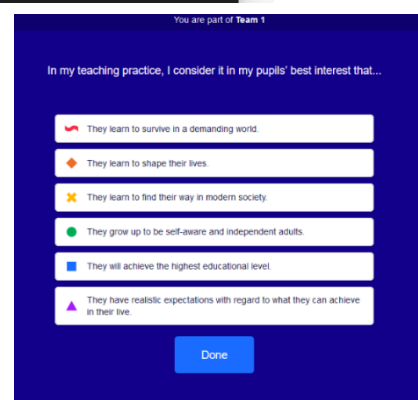 You are part of Team 1
In my teaching practice, I consider it in my pupils' best interest that...
They learn to survive in a demanding world.
They learn to shape their lives.
They learn to find their way in modern society.
They grow up to be self-aware and independent adults.
They will achieve the highest educational level.
They have realistic expectations with regard to what they can achieve
in their live.
Done